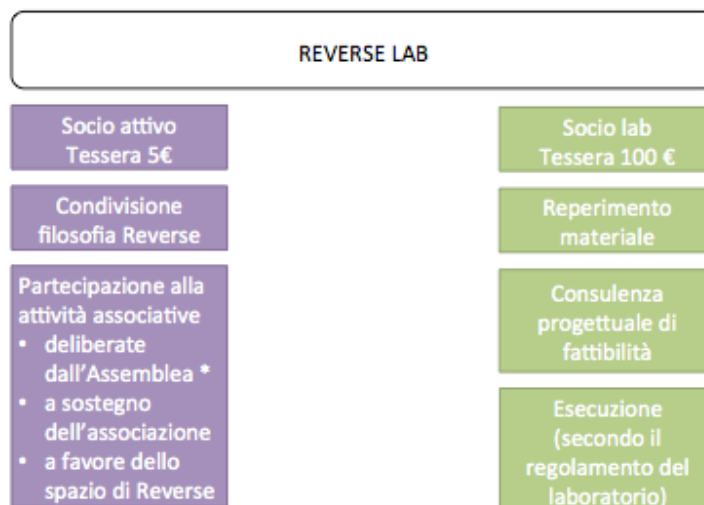 REVERSE LAB
Socio attivo
Tessera 5€
Condivisione
filosofia Reverse
Partecipazione alla
attività associative
• deliberate
dall'Assemblea *
• a sostegno
dell'associazione
• a favore dello
spazio di Reverse
Socio lab
Tessera 100 €
Reperimento
materiale
Consulenza
progettuale di
fattibilità
Esecuzione
(secondo il
regolamento del
laboratorio)